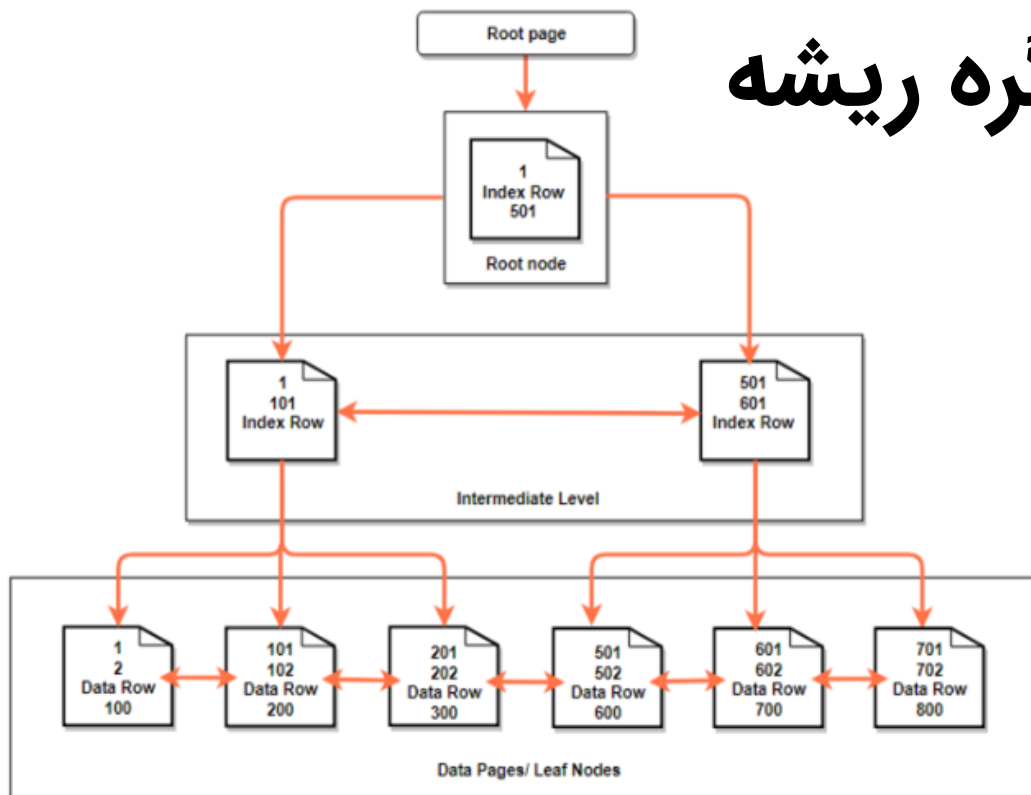 Root page
گره ریشه
1
Index Row
501
Root node
1
101
Index Row
501
601
Index Row
Intermediate Level
1
2
Data Row
100
101
102
Data Row
200
201
202
Data Row
300
501
502
Data Row
600
601
602
Data Row
700
701
702
Data Row
800
Data Pages/ Leaf Nodes